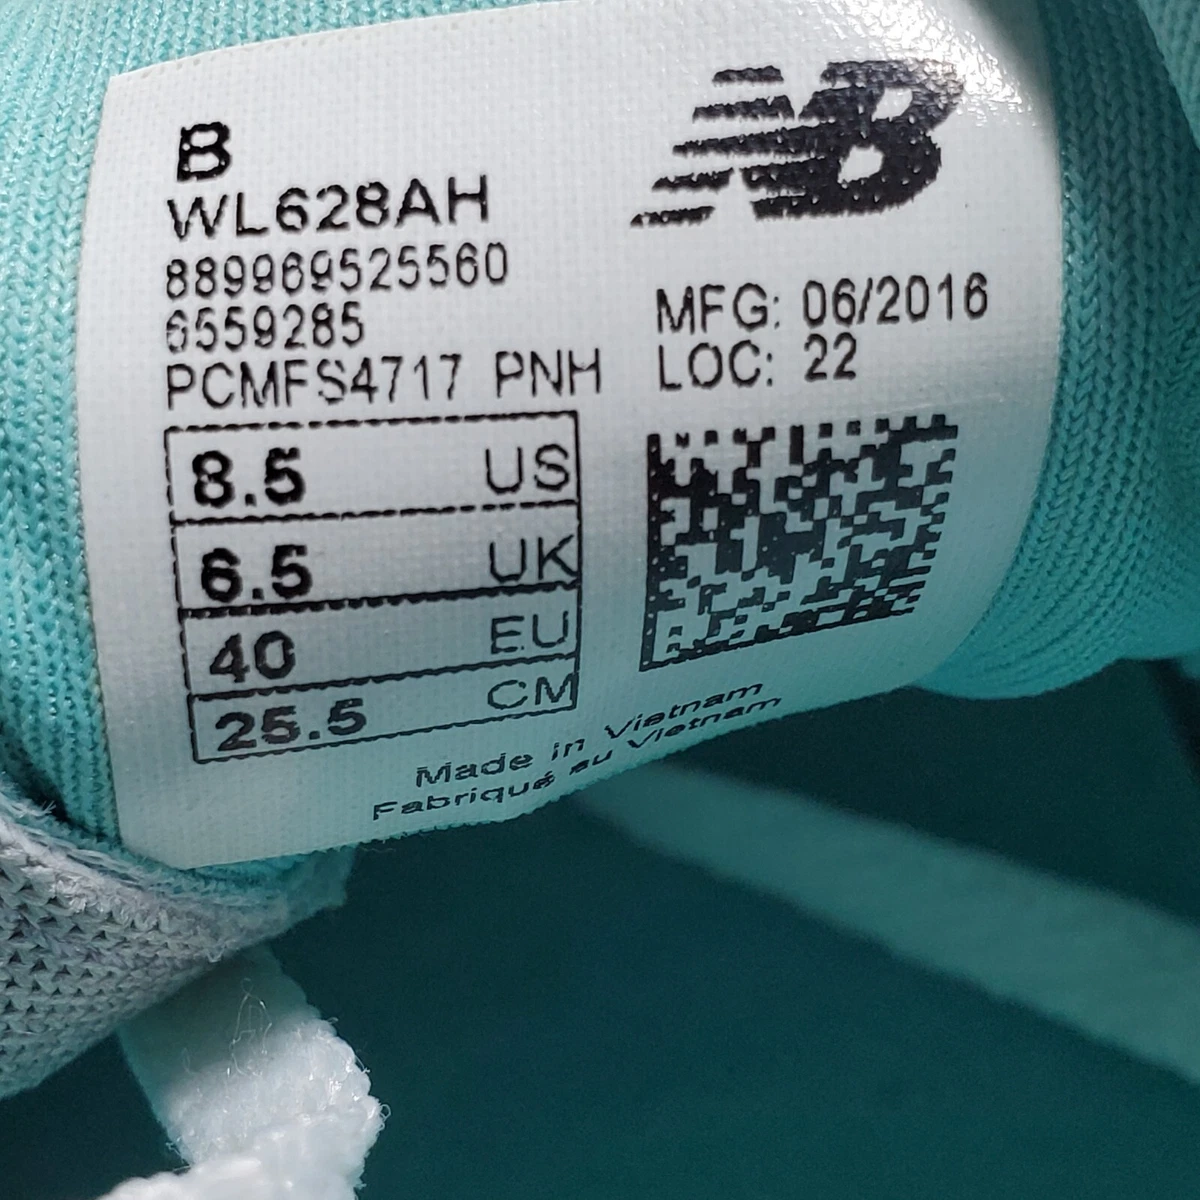 B
WL628AH
889969525560
6559285
PCMFS4717 PNH
8.5 US
6.5 UK
40 EU
25.5 CM
NB
MFG: 06/2016
LOC: 22
Made in Vietnam
Fabriqué au Vietnam